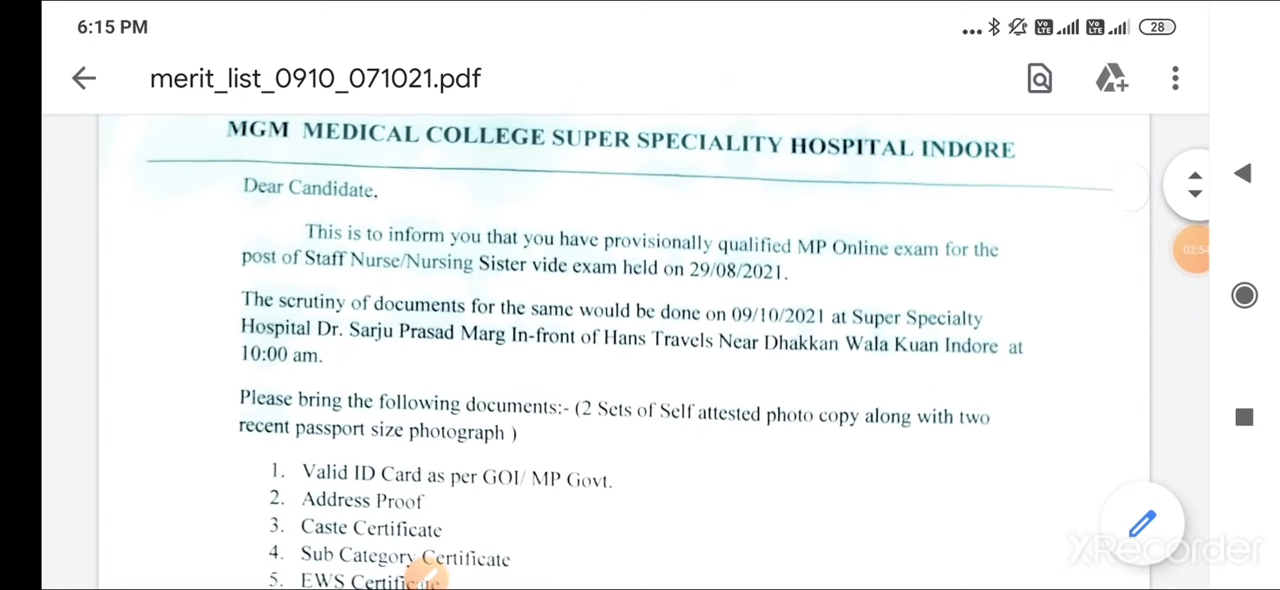 6:15 PM
Vo LTE Vo LTE 28
merit_list_0910_071021.pdf
MGM MEDICAL COLLEGE SUPER SPECIALITY HOSPITAL INDORE
Dear Candidate,
This is to inform you that you have provisionally qualified MP Online exam for the
post of Staff Nurse/Nursing Sister vide exam held on 29/08/2021.
The scrutiny of documents for the same would be done on 09/10/2021 at Super Specialty
Hospital Dr. Sarju Prasad Marg In-front of Hans Travels Near Dhakkan Wala Kuan Indore at
10:00 am.
Please bring the following documents:- (2 Sets of Self attested photo copy along with two
recent passport size photograph )
1. Valid ID Card as per GOI/ MP Govt.
2. Address Proof
3. Caste Certificate
4. Sub Category Certificate
5. EWS Certificate
XRecorder